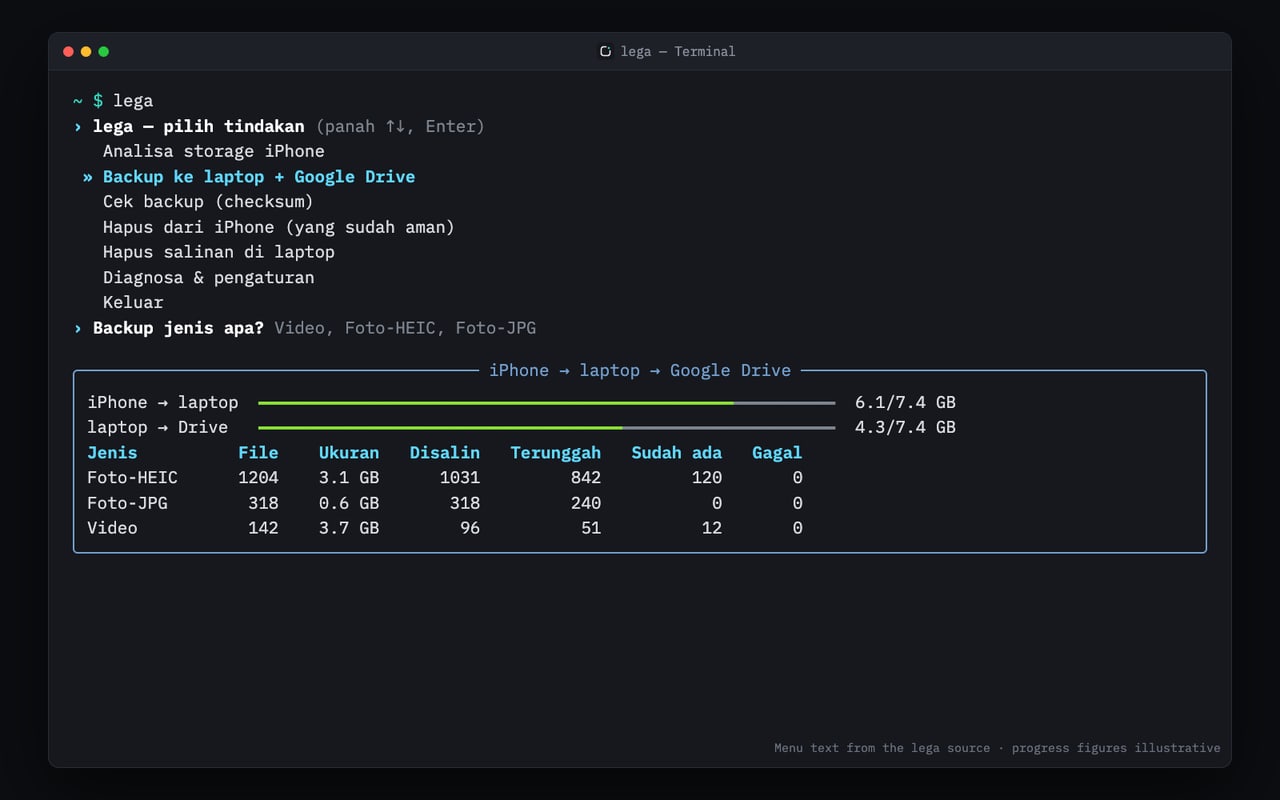 lega — Terminal
~ $ lega
› lega — pilih tindakan (panah ↑↓, Enter)
Analisa storage iPhone
» Backup ke laptop + Google Drive
Cek backup (checksum)
Hapus dari iPhone (yang sudah aman)
Hapus salinan di laptop
Diagnosa & pengaturan
Keluar
› Backup jenis apa? Video, Foto-HEIC, Foto-JPG
iPhone → laptop → Google Drive
iPhone → laptop 6.1/7.4 GB
laptop → Drive 4.3/7.4 GB
Jenis File Ukuran Disalin Terunggah Sudah ada Gagal
Foto-HEIC 1204 3.1 GB 1031 842 120 0
Foto-JPG 318 0.6 GB 318 240 0 0
Video 142 3.7 GB 96 51 12 0
Menu text from the lega source · progress figures illustrative